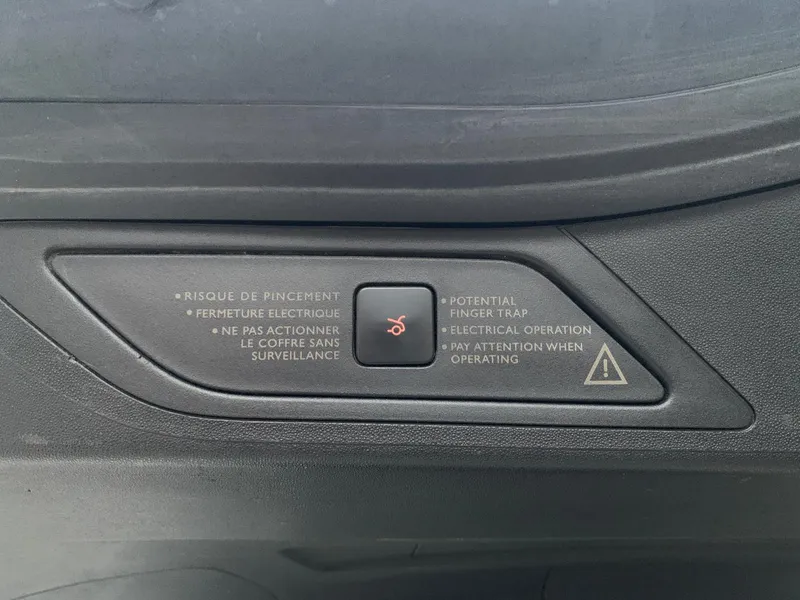 • RISQUE DE PINCEMENT
• FERMETURE ELECTRIQUE
• NE PAS ACTIONNER
LE COFFRE SANS
SURVEILLANCE
• POTENTIAL
FINGER TRAP
• ELECTRICAL OPERATION
• PAY ATTENTION WHEN
OPERATING